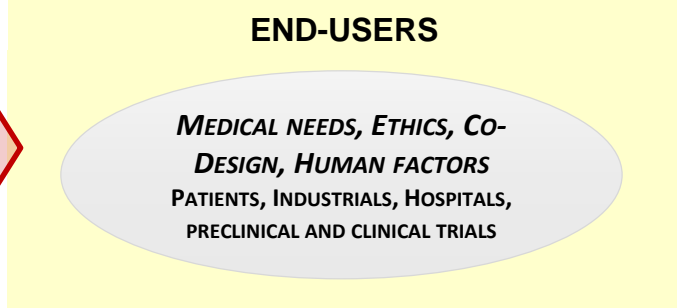 END-USERS
MEDICAL NEEDS, ETHICS, CO-
DESIGN, HUMAN FACTORS
PATIENTS, INDUSTRIALS, HOSPITALS,
PRECLINICAL AND CLINICAL TRIALS